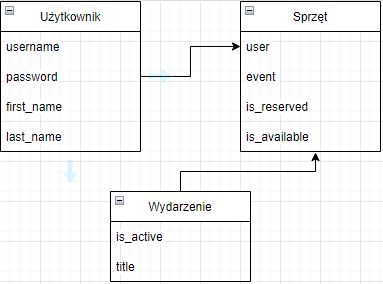 Użytkownik
username
password
first_name
last_name
Sprzęt
user
event
is_reserved
is_available
Wydarzenie
is_active
title